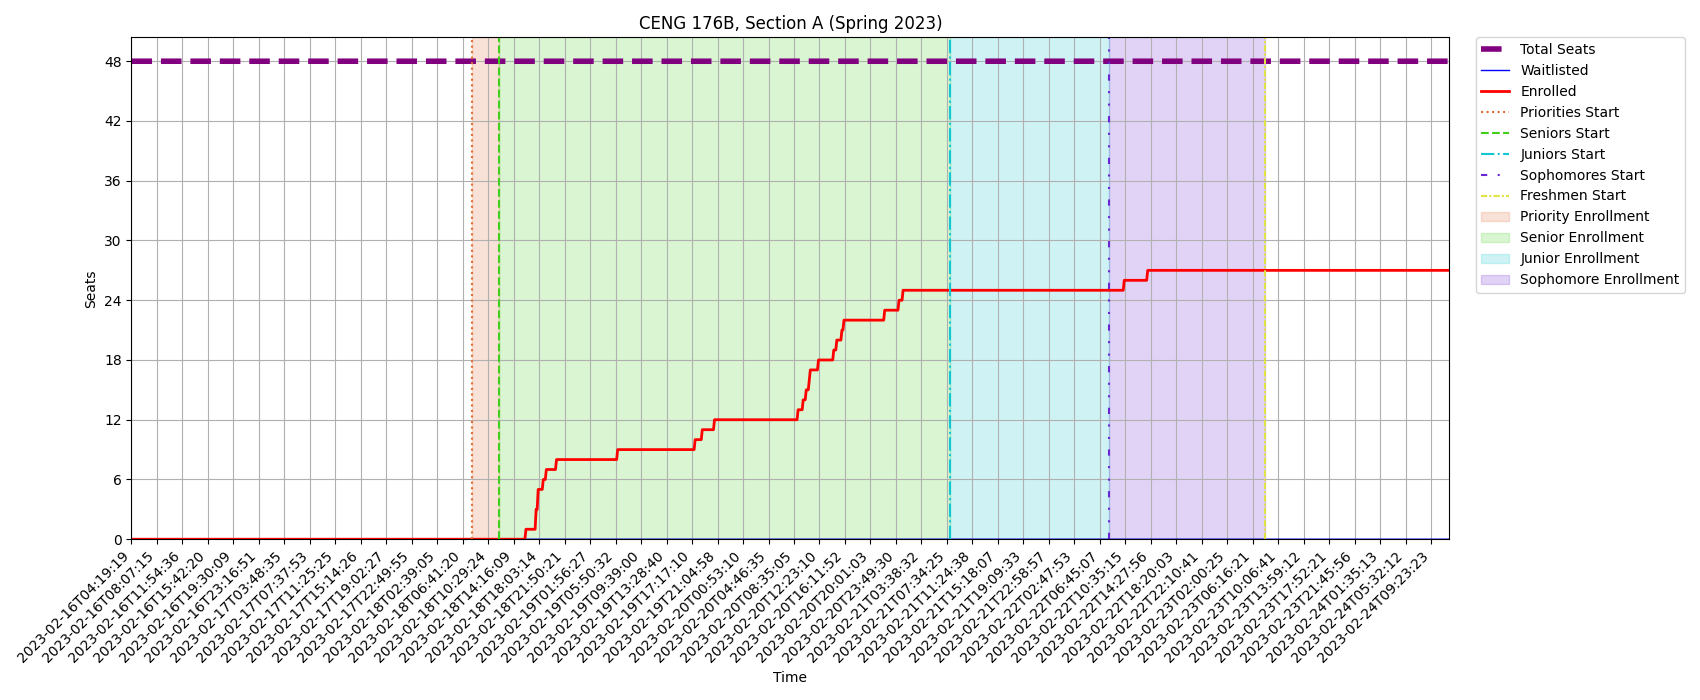 CENG 176B, Section A (Spring 2023)
Seats
48
42
36
30
24
18
12
6
0
2023-02-16T04:19:19
2023-02-16T08:07:15
2023-02-16T11:54:36
2023-02-16T15:42:20
2023-02-16T19:30:09
2023-02-16T23:16:51
2023-02-17T03:48:35
2023-02-17T07:37:53
2023-02-17T11:25:25
2023-02-17T15:14:26
2023-02-17T19:02:27
2023-02-17T22:49:55
2023-02-18T02:39:05
2023-02-18T06:41:20
2023-02-18T10:29:24
2023-02-18T14:16:09
2023-02-18T18:03:14
2023-02-18T21:50:21
2023-02-19T01:56:27
2023-02-19T05:50:32
2023-02-19T09:39:00
2023-02-19T13:28:40
2023-02-19T17:17:10
2023-02-19T21:04:58
2023-02-20T00:53:10
2023-02-20T04:46:35
2023-02-20T08:35:05
2023-02-20T12:23:10
2023-02-20T16:11:52
2023-02-20T20:01:03
2023-02-20T23:49:30
2023-02-21T03:38:32
2023-02-21T07:34:25
2023-02-21T11:24:38
2023-02-21T15:18:07
2023-02-21T19:09:33
2023-02-21T22:58:57
2023-02-22T02:47:53
2023-02-22T06:45:07
2023-02-22T10:35:15
2023-02-22T14:27:56
2023-02-22T18:20:03
2023-02-22T22:10:41
2023-02-23T02:00:25
2023-02-23T06:16:21
2023-02-23T10:06:41
2023-02-23T13:59:12
2023-02-23T17:52:21
2023-02-23T21:45:56
2023-02-24T01:35:13
2023-02-24T05:32:12
2023-02-24T09:23:23
Time
Total Seats
Waitlisted
Enrolled
Priorities Start
Seniors Start
Juniors Start
Sophomores Start
Freshmen Start
Priority Enrollment
Senior Enrollment
Junior Enrollment
Sophomore Enrollment